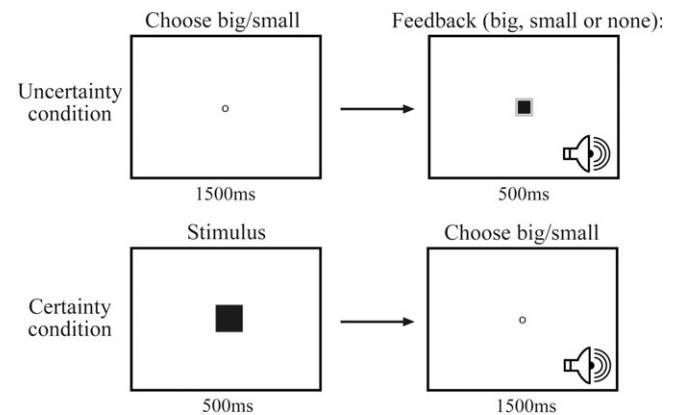 Choose big/small
Feedback (big, small or none):
Uncertainty
condition
1500ms
500ms
Stimulus
Choose big/small
Certainty
condition
500ms
1500ms